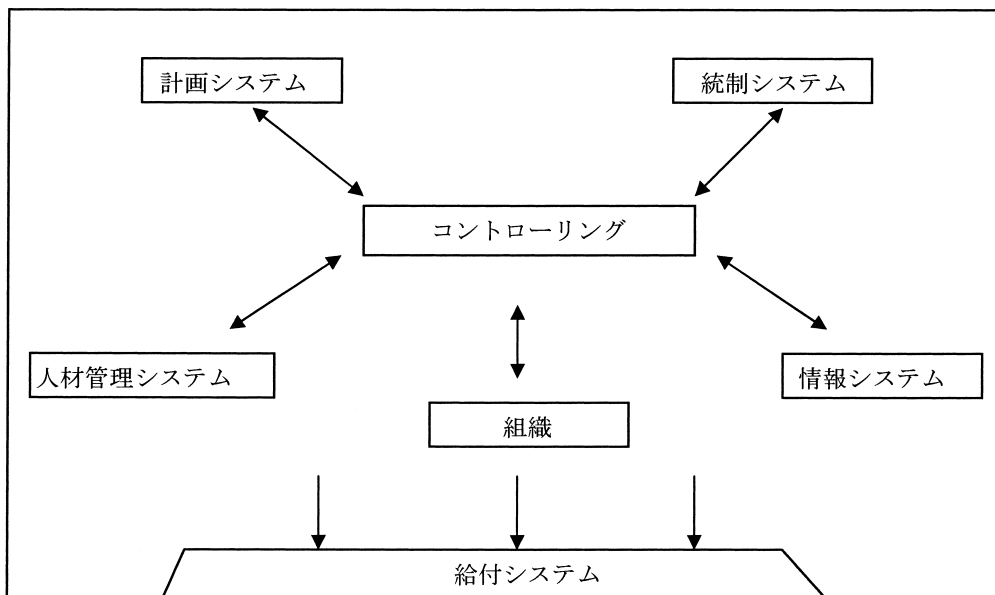 計画システム
統制システム
コントローリング
人材管理システム
情報システム
組織
給付システム